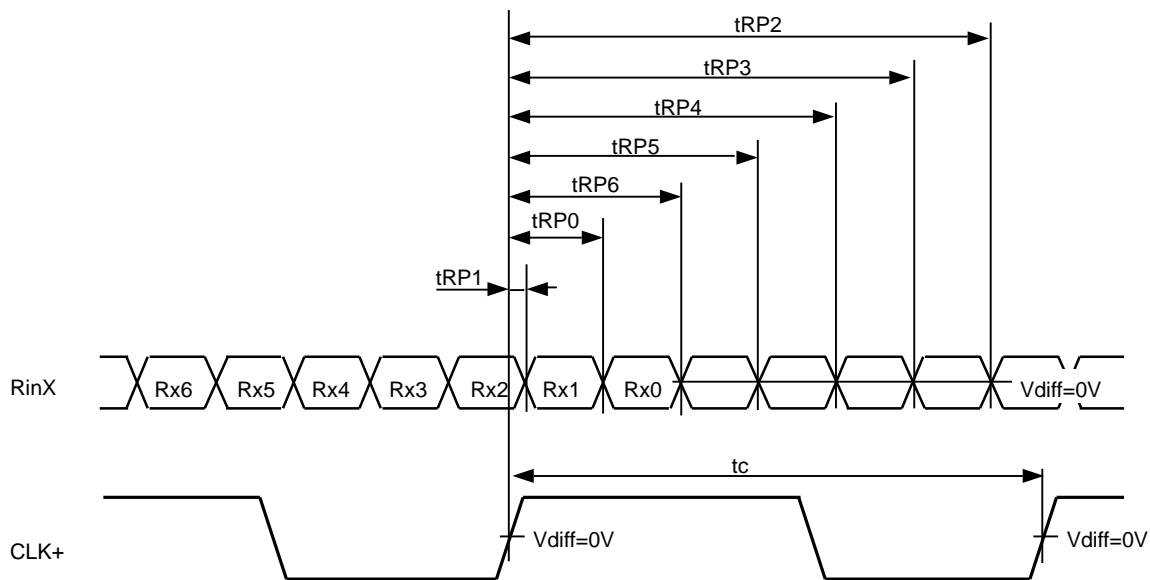 tRP2
tRP3
tRP4
tRP5
tRP6
tRP0
tRP1
RinX
Rx6
Rx5
Rx4
Rx3
Rx2
Rx1
Rx0
Vdiff=0V
tc
CLK+
Vdiff=0V
Vdiff=0V